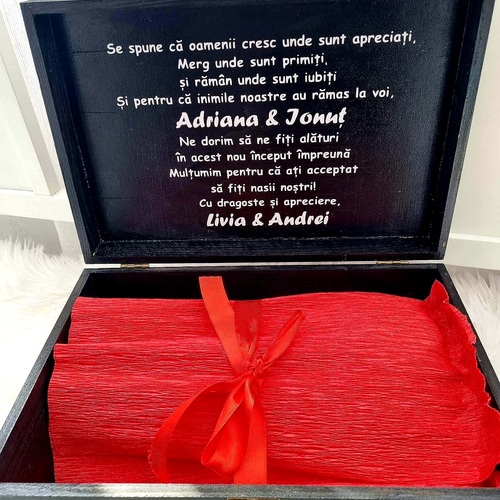 Se spune că oamenii cresc unde sunt apreciați,
Merg unde sunt primiți,
și rămân unde sunt iubiți
Și pentru că inimile noastre au rămas la voi,
Adriana & Ionuț
Ne dorim să ne fiți alături
în acest nou început împreună
Mulțumim pentru că ați acceptat
să fiți nasii noștri!
Cu dragoste și apreciere,
Livia & Andrei